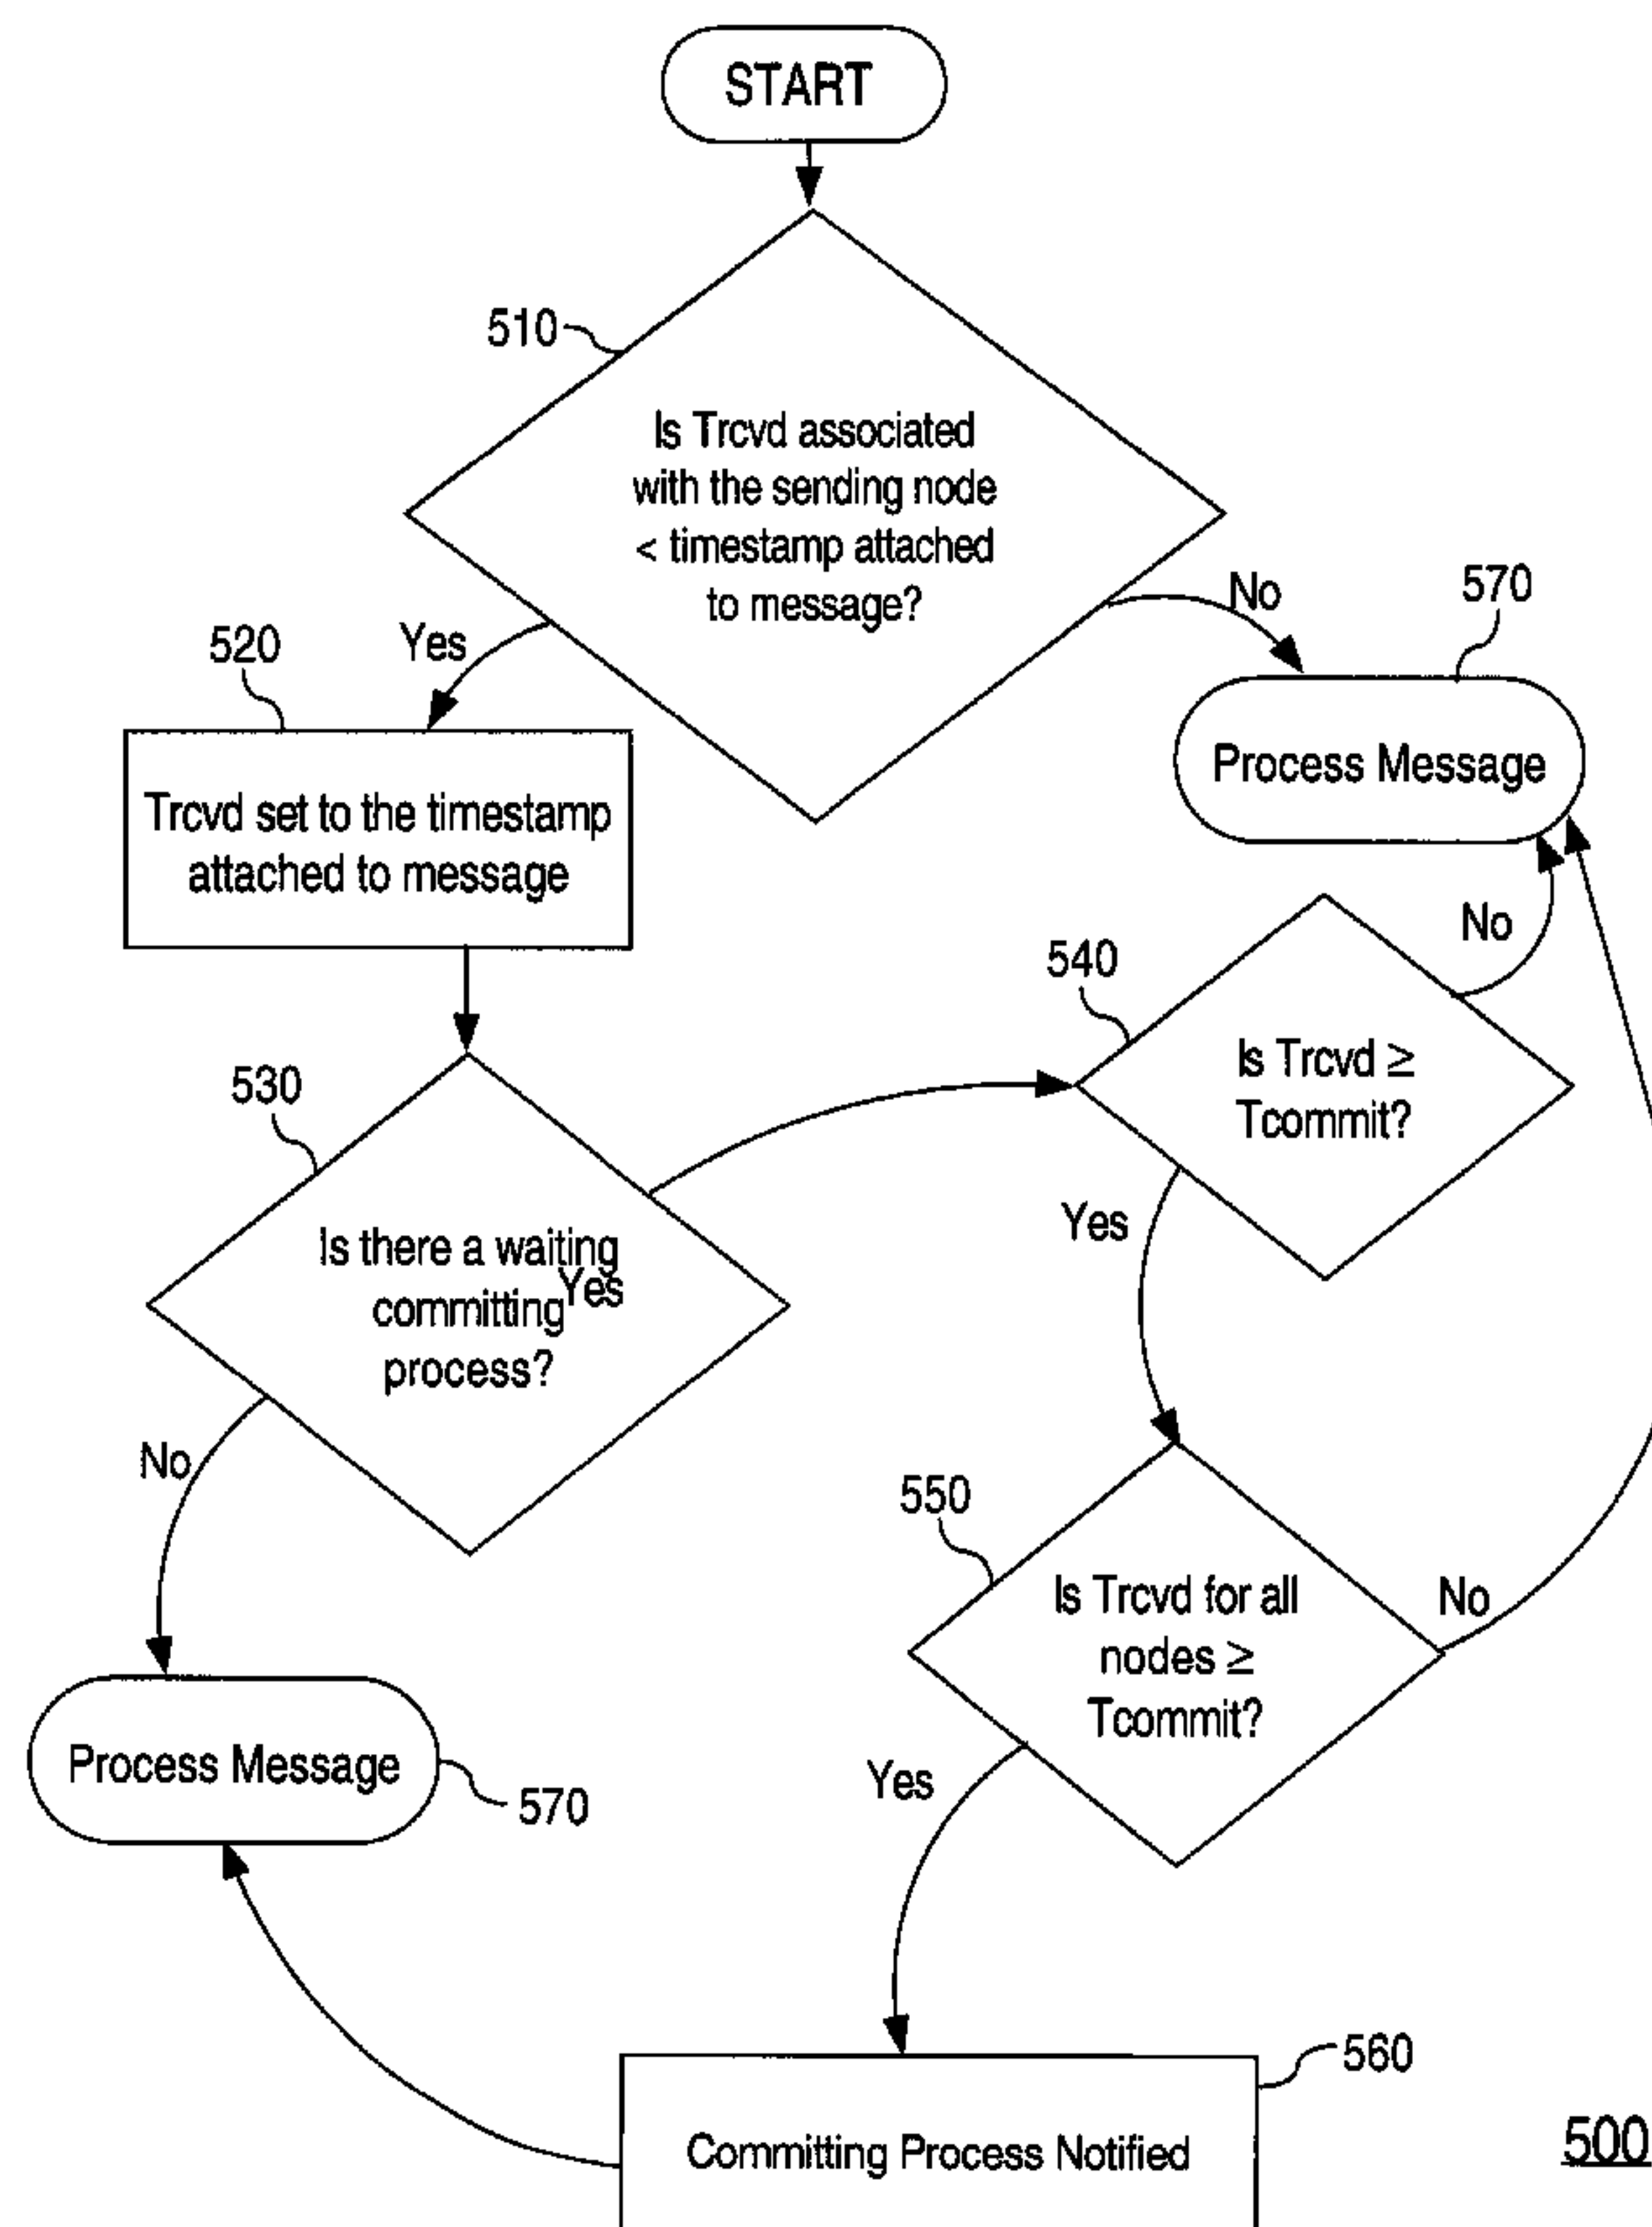 START
510
Is Trcvd associated
with the sending node
< timestamp attached
to message?
No
570
Yes
520
Process Message
Trcvd set to the timestamp
attached to message
No
540
Is Trcvd ≥
Tcommit?
530
Yes
Is there a waiting
Yes
committing
process?
No
550
Is Trcvd for all
nodes ≥
Tcommit?
No
Process Message
570
Yes
560
Committing Process Notified
500